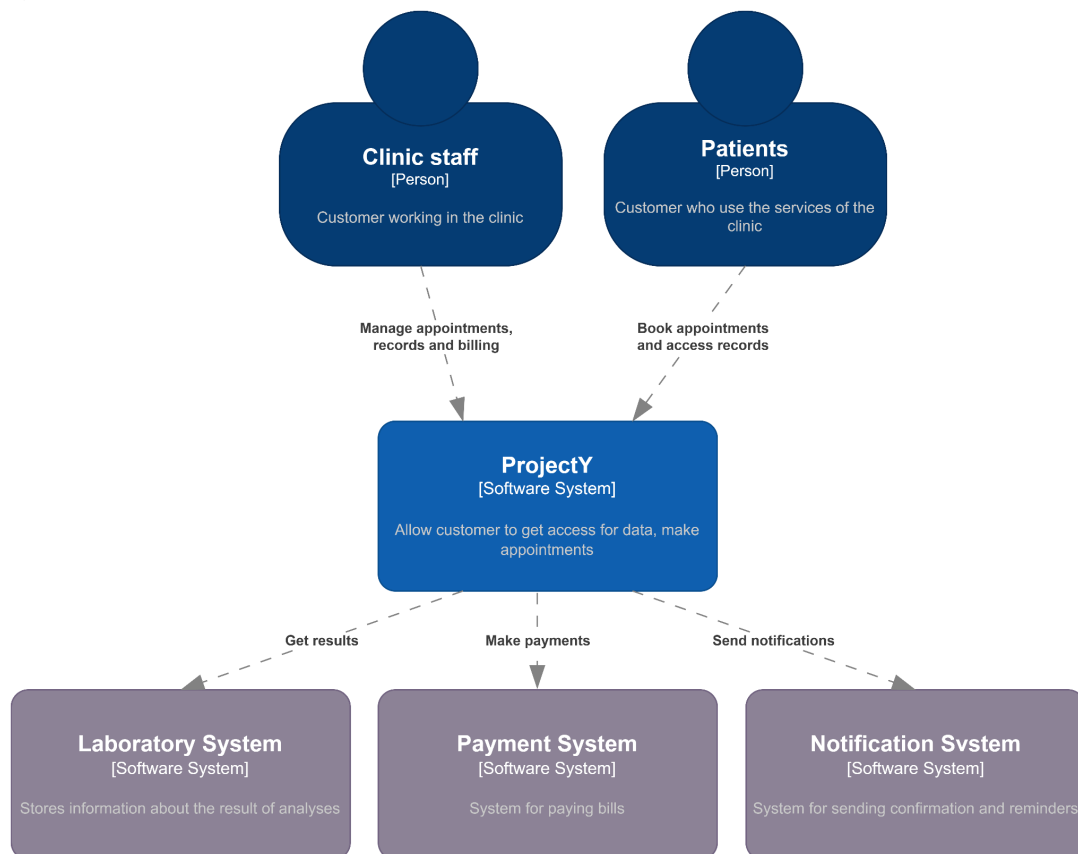 Clinic staff
[Person]
Customer working in the clinic
Patients
[Person]
Customer who use the services of the
clinic
Manage appointments,
records and billing
Book appointments
and access records
ProjectY
[Software System]
Allow customer to get access for data, make
appointments
Get results
Make payments
Send notifications
Laboratory System
[Software System]
Stores information about the result of analyses
Payment System
[Software System]
System for paying bills
Notification System
[Software System]
System for sending confirmation and reminders